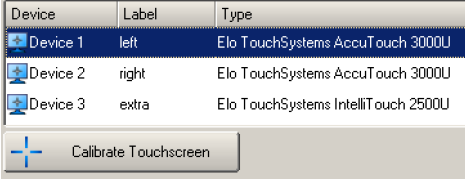 Device Label Type
Device 1 left Elo TouchSystems AccuTouch 3000U
Device 2 right Elo TouchSystems AccuTouch 3000U
Device 3 extra Elo TouchSystems IntelliTouch 2500U
Calibrate Touchscreen